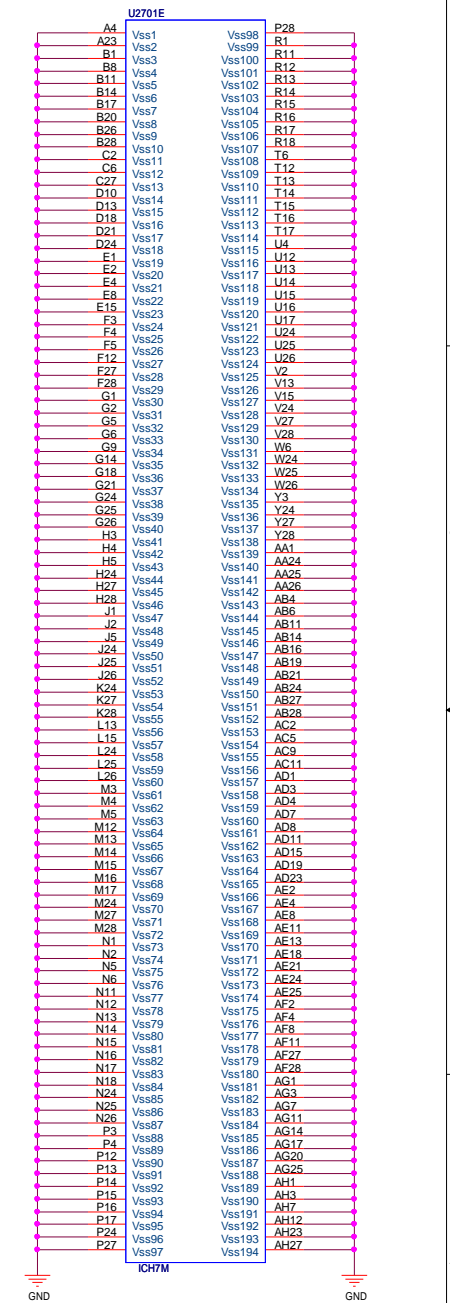 U2701E
A4 Vss1 Vss98 P28
A23 Vss2 Vss99 R1
B1 Vss3 Vss100 R11
B8 Vss4 Vss101 R12
B11 Vss5 Vss102 R13
B14 Vss6 Vss103 R14
B17 Vss7 Vss104 R15
B20 Vss8 Vss105 R16
B26 Vss9 Vss106 R17
B28 Vss10 Vss107 R18
C2 Vss11 Vss108 T6
C6 Vss12 Vss109 T12
C27 Vss13 Vss110 T13
D10 Vss14 Vss111 T14
D13 Vss15 Vss112 T15
D18 Vss16 Vss113 T16
D21 Vss17 Vss114 T17
D24 Vss18 Vss115 U4
E1 Vss19 Vss116 U12
E2 Vss20 Vss117 U13
E4 Vss21 Vss118 U14
E8 Vss22 Vss119 U15
E15 Vss23 Vss120 U16
F3 Vss24 Vss121 U17
F4 Vss25 Vss122 U24
F5 Vss26 Vss123 U25
F12 Vss27 Vss124 U26
F27 Vss28 Vss125 V2
F28 Vss29 Vss126 V13
G1 Vss30 Vss127 V15
G2 Vss31 Vss128 V24
G5 Vss32 Vss129 V27
G6 Vss33 Vss130 V28
G9 Vss34 Vss131 W6
G14 Vss35 Vss132 W24
G18 Vss36 Vss133 W25
G21 Vss37 Vss134 W26
G24 Vss38 Vss135 Y3
G25 Vss39 Vss136 Y24
G26 Vss40 Vss137 Y27
H3 Vss41 Vss138 Y28
H4 Vss42 Vss139 AA1
H5 Vss43 Vss140 AA24
H24 Vss44 Vss141 AA25
H27 Vss45 Vss142 AA26
H28 Vss46 Vss143 AB4
J1 Vss47 Vss144 AB6
J2 Vss48 Vss145 AB11
J5 Vss49 Vss146 AB14
J24 Vss50 Vss147 AB16
J25 Vss51 Vss148 AB19
J26 Vss52 Vss149 AB21
K24 Vss53 Vss150 AB24
K27 Vss54 Vss151 AB27
K28 Vss55 Vss152 AB28
L13 Vss56 Vss153 AC2
L15 Vss57 Vss154 AC5
L24 Vss58 Vss155 AC9
L25 Vss59 Vss156 AC11
L26 Vss60 Vss157 AD1
M3 Vss61 Vss158 AD3
M4 Vss62 Vss159 AD4
M5 Vss63 Vss160 AD7
M12 Vss64 Vss161 AD8
M13 Vss65 Vss162 AD11
M14 Vss66 Vss163 AD15
M15 Vss67 Vss164 AD19
M16 Vss68 Vss165 AD23
M17 Vss69 Vss166 AE2
M24 Vss70 Vss167 AE4
M27 Vss71 Vss168 AE8
M28 Vss72 Vss169 AE11
N1 Vss73 Vss170 AE13
N2 Vss74 Vss171 AE18
N5 Vss75 Vss172 AE21
N6 Vss76 Vss173 AE24
N11 Vss77 Vss174 AE25
N12 Vss78 Vss175 AF2
N13 Vss79 Vss176 AF4
N14 Vss80 Vss177 AF8
N15 Vss81 Vss178 AF11
N16 Vss82 Vss179 AF27
N17 Vss83 Vss180 AF28
N18 Vss84 Vss181 AG1
N24 Vss85 Vss182 AG3
N25 Vss86 Vss183 AG7
N26 Vss87 Vss184 AG11
P3 Vss88 Vss185 AG14
P4 Vss89 Vss186 AG17
P12 Vss90 Vss187 AG20
P13 Vss91 Vss188 AG25
P14 Vss92 Vss189 AH1
P15 Vss93 Vss190 AH3
P16 Vss94 Vss191 AH7
P17 Vss95 Vss192 AH12
P24 Vss96 Vss193 AH23
P27 Vss97 Vss194 AH27
ICH7M
GND GND